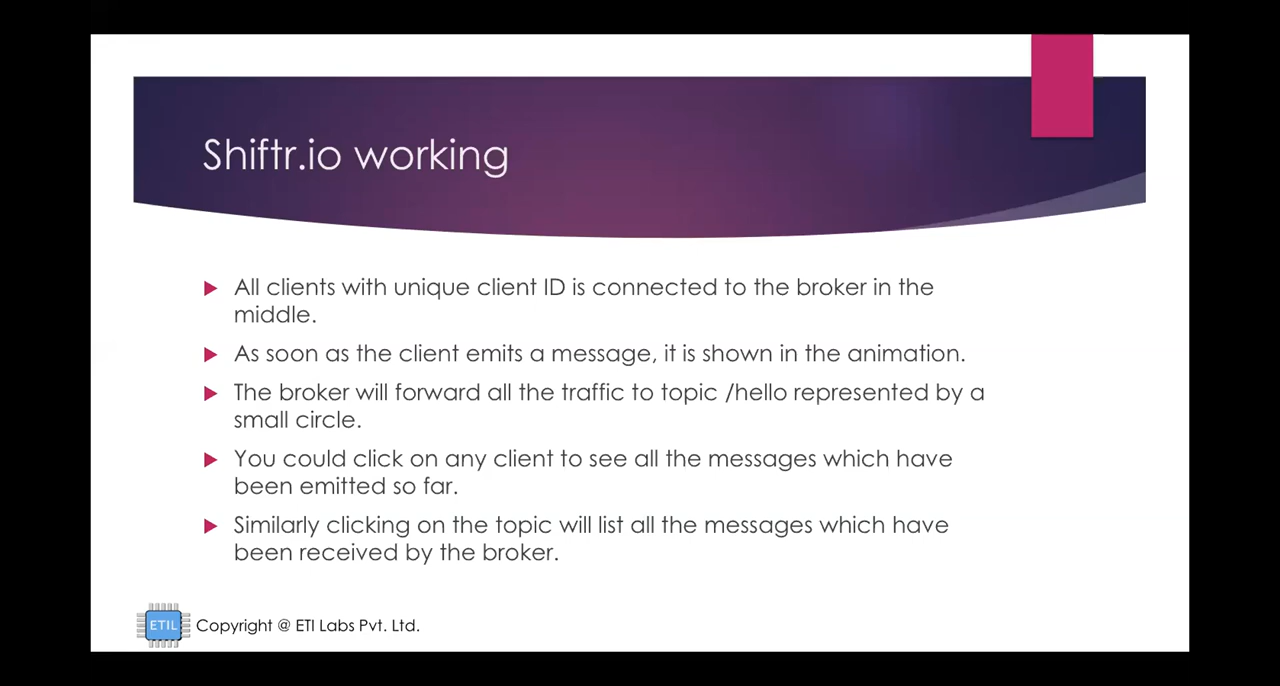 Shiftr.io working
All clients with unique client ID is connected to the broker in the
middle.
As soon as the client emits a message, it is shown in the animation.
The broker will forward all the traffic to topic /hello represented by a
small circle.
You could click on any client to see all the messages which have
been emitted so far.
Similarly clicking on the topic will list all the messages which have
been received by the broker.
ETIL
Copyright @ ETI Labs Pvt. Ltd.